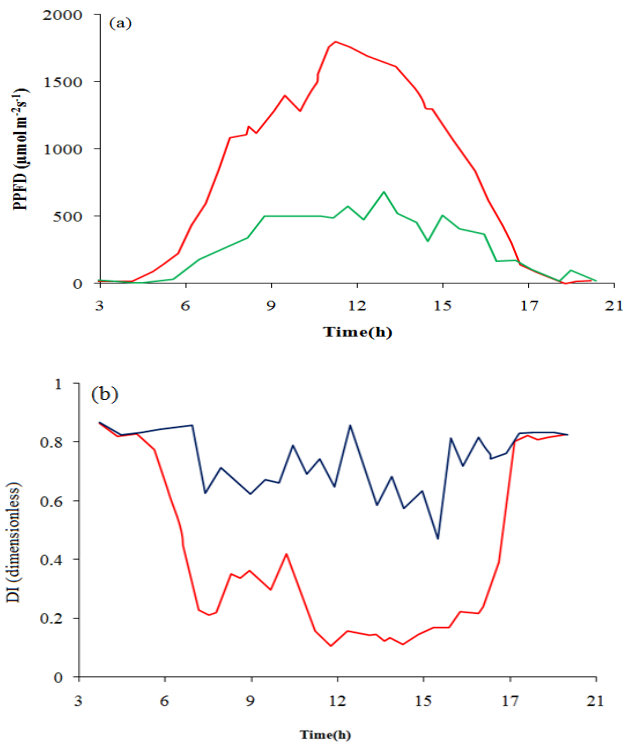 (a)
PPFD (µmol m⁻²s⁻¹)
2000
1500
1000
500
0
3 6 9 12 15 17 21
Time(h)
(b)
DI (dimensionless)
1
0.8
0.6
0.4
0.2
0
3 6 9 12 15 17 21
Time(h)